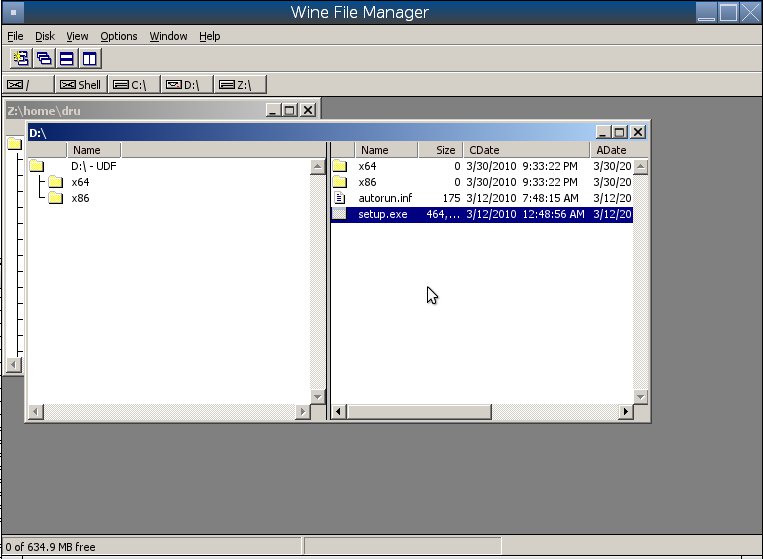 Wine File Manager
File Disk View Options Window Help
/ Shell C:\ D:\ Z:\
Z:\home\dru
D:\
Name
D:\ - UDF
x64
x86
Name Size CDate ADate
x64 0 3/30/2010 9:33:22 PM 3/30/20
x86 0 3/30/2010 9:33:22 PM 3/30/20
autorun.inf 175 3/12/2010 7:48:15 AM 3/12/20
setup.exe 464,... 3/12/2010 12:48:56 AM 3/12/20
0 of 634.9 MB free